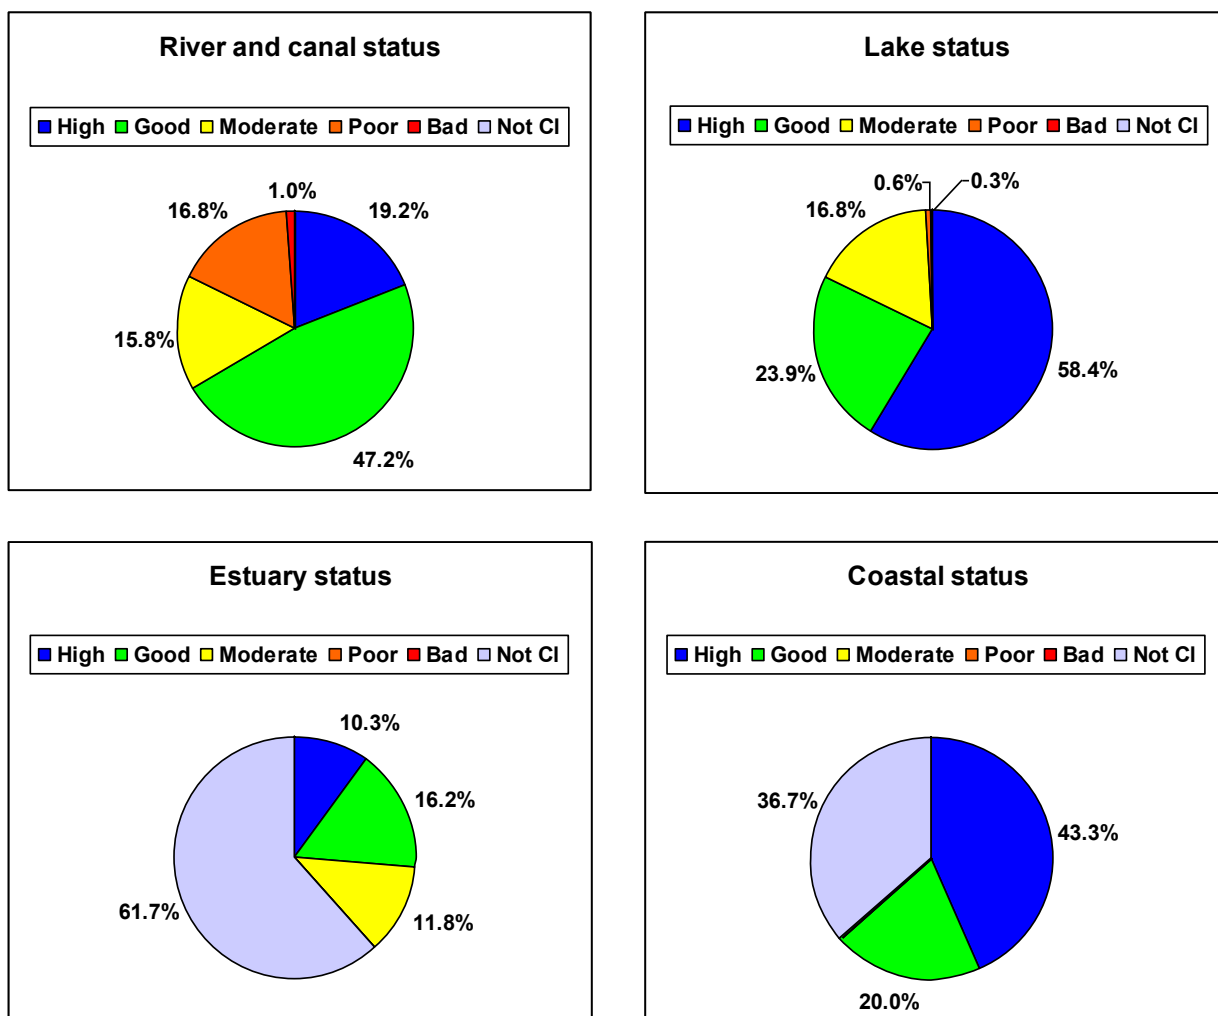 River and canal status
High Good Moderate Poor Bad Not Cl
1.0%
16.8%
19.2%
15.8%
47.2%
Lake status
High Good Moderate Poor Bad Not Cl
0.6%
0.3%
16.8%
23.9%
58.4%
Estuary status
High Good Moderate Poor Bad Not Cl
10.3%
16.2%
61.7%
11.8%
Coastal status
High Good Moderate Poor Bad Not Cl
36.7%
43.3%
20.0%